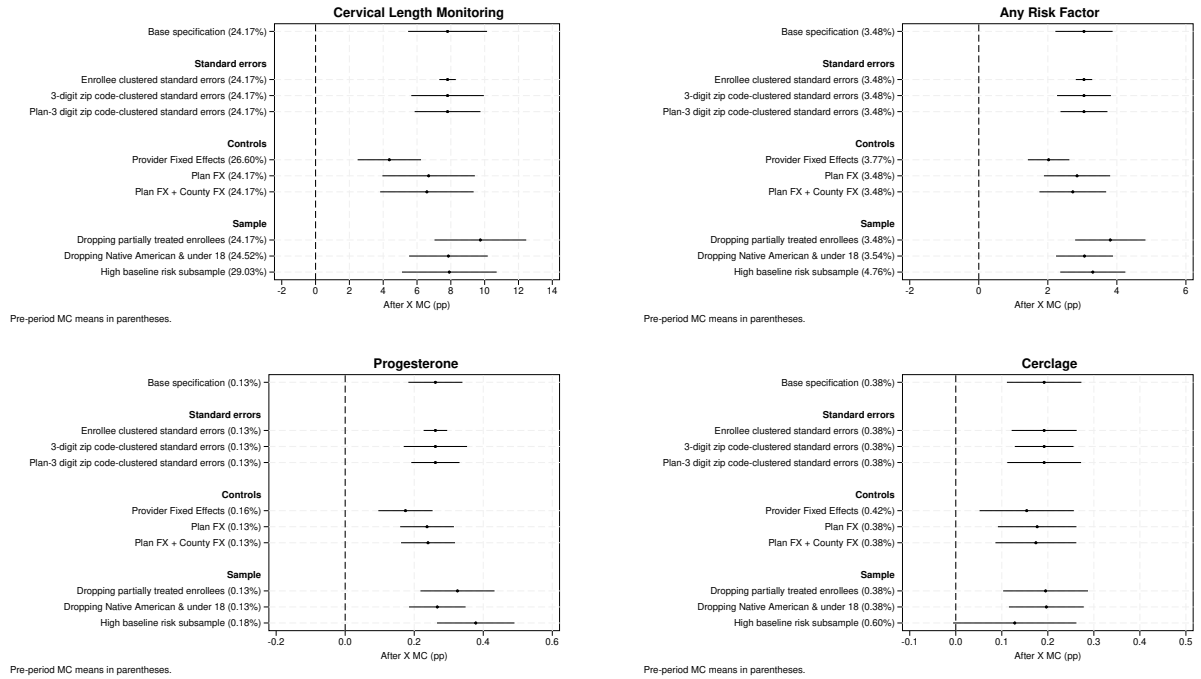 Cervical Length Monitoring
Base specification (24.17%)
Standard errors
Enrollee clustered standard errors (24.17%)
3-digit zip code-clustered standard errors (24.17%)
Plan-3 digit zip code-clustered standard errors (24.17%)
Controls
Provider Fixed Effects (26.60%)
Plan FX (24.17%)
Plan FX + County FX (24.17%)
Sample
Dropping partially treated enrollees (24.17%)
Dropping Native American & under 18 (24.52%)
High baseline risk subsample (29.03%)
-2 0 2 4 6 8 10 12 14
After X MC (pp)
Pre-period MC means in parentheses.
Any Risk Factor
Base specification (3.48%)
Standard errors
Enrollee clustered standard errors (3.48%)
3-digit zip code-clustered standard errors (3.48%)
Plan-3 digit zip code-clustered standard errors (3.48%)
Controls
Provider Fixed Effects (3.77%)
Plan FX (3.48%)
Plan FX + County FX (3.48%)
Sample
Dropping partially treated enrollees (3.48%)
Dropping Native American & under 18 (3.54%)
High baseline risk subsample (4.76%)
-2 0 2 4 6
After X MC (pp)
Pre-period MC means in parentheses.
Progesterone
Base specification (0.13%)
Standard errors
Enrollee clustered standard errors (0.13%)
3-digit zip code-clustered standard errors (0.13%)
Plan-3 digit zip code-clustered standard errors (0.13%)
Controls
Provider Fixed Effects (0.16%)
Plan FX (0.13%)
Plan FX + County FX (0.13%)
Sample
Dropping partially treated enrollees (0.13%)
Dropping Native American & under 18 (0.13%)
High baseline risk subsample (0.18%)
-0.2 0.0 0.2 0.4 0.6
After X MC (pp)
Pre-period MC means in parentheses.
Cerclage
Base specification (0.38%)
Standard errors
Enrollee clustered standard errors (0.38%)
3-digit zip code-clustered standard errors (0.38%)
Plan-3 digit zip code-clustered standard errors (0.38%)
Controls
Provider Fixed Effects (0.42%)
Plan FX (0.38%)
Plan FX + County FX (0.38%)
Sample
Dropping partially treated enrollees (0.38%)
Dropping Native American & under 18 (0.38%)
High baseline risk subsample (0.60%)
-0.1 0.0 0.1 0.2 0.3 0.4 0.5
After X MC (pp)
Pre-period MC means in parentheses.